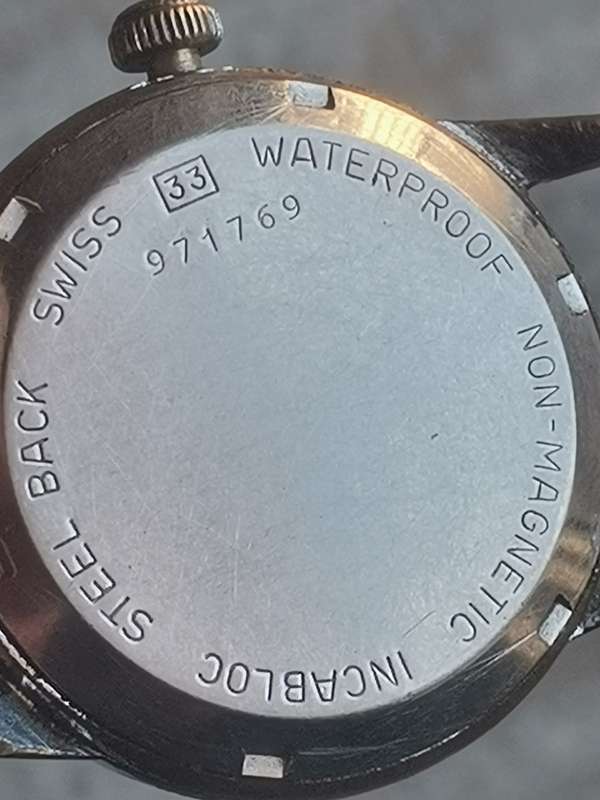 SWISS 33 WATERPROOF NON-MAGNETIC INCABLOC STEEL BACK
971769